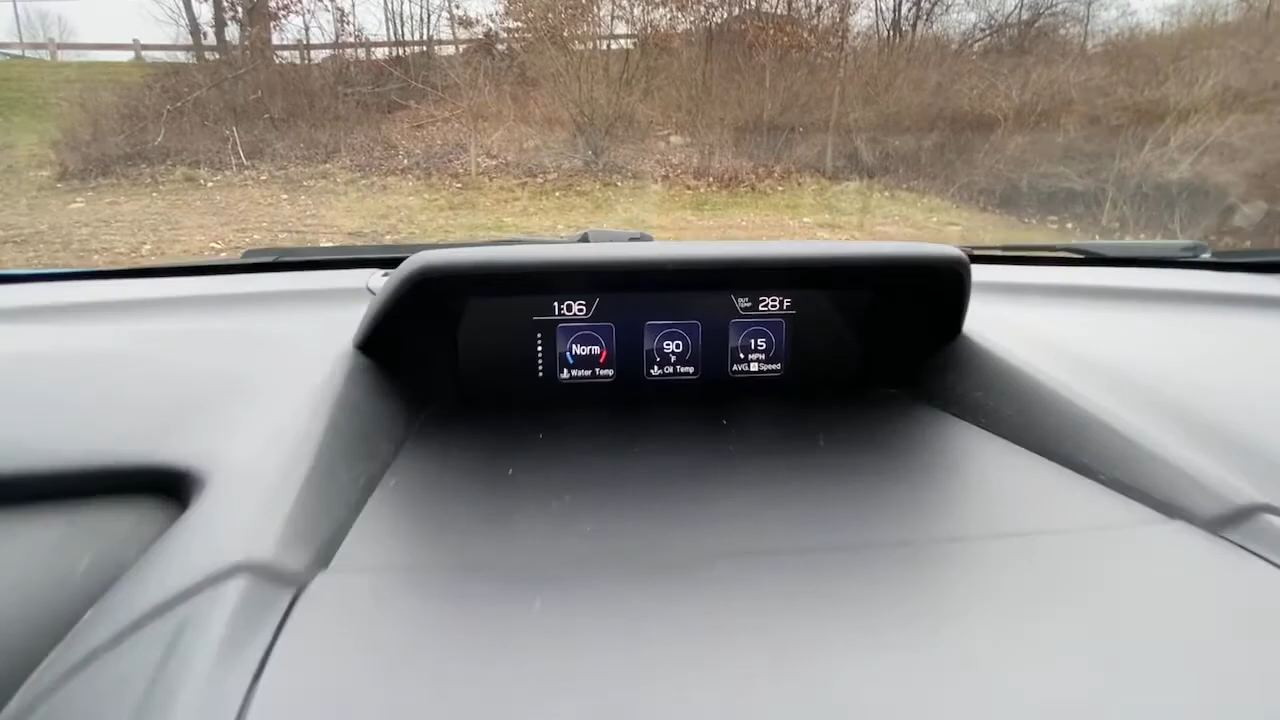 1:06
OUT TEMP 28°F
Norm
Water Temp
90
°F
Oil Temp
15
MPH
AVG. A Speed